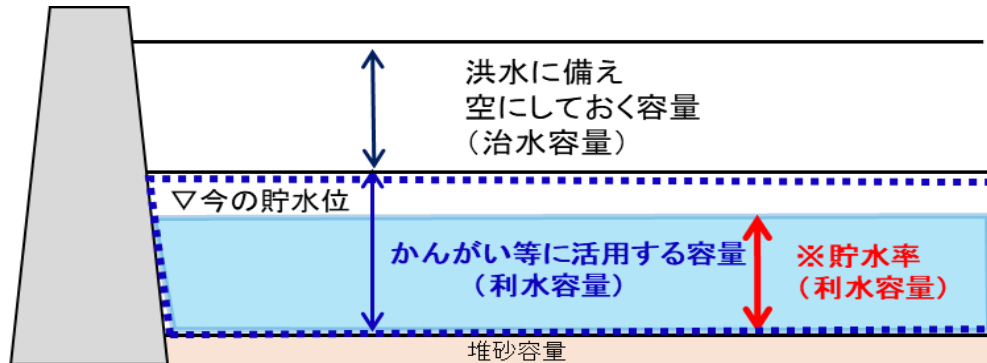 洪水に備え
空にしておく容量
（治水容量）
▽今の貯水位
かんがい等に活用する容量
（利水容量）
※貯水率
（利水容量）
堆砂容量